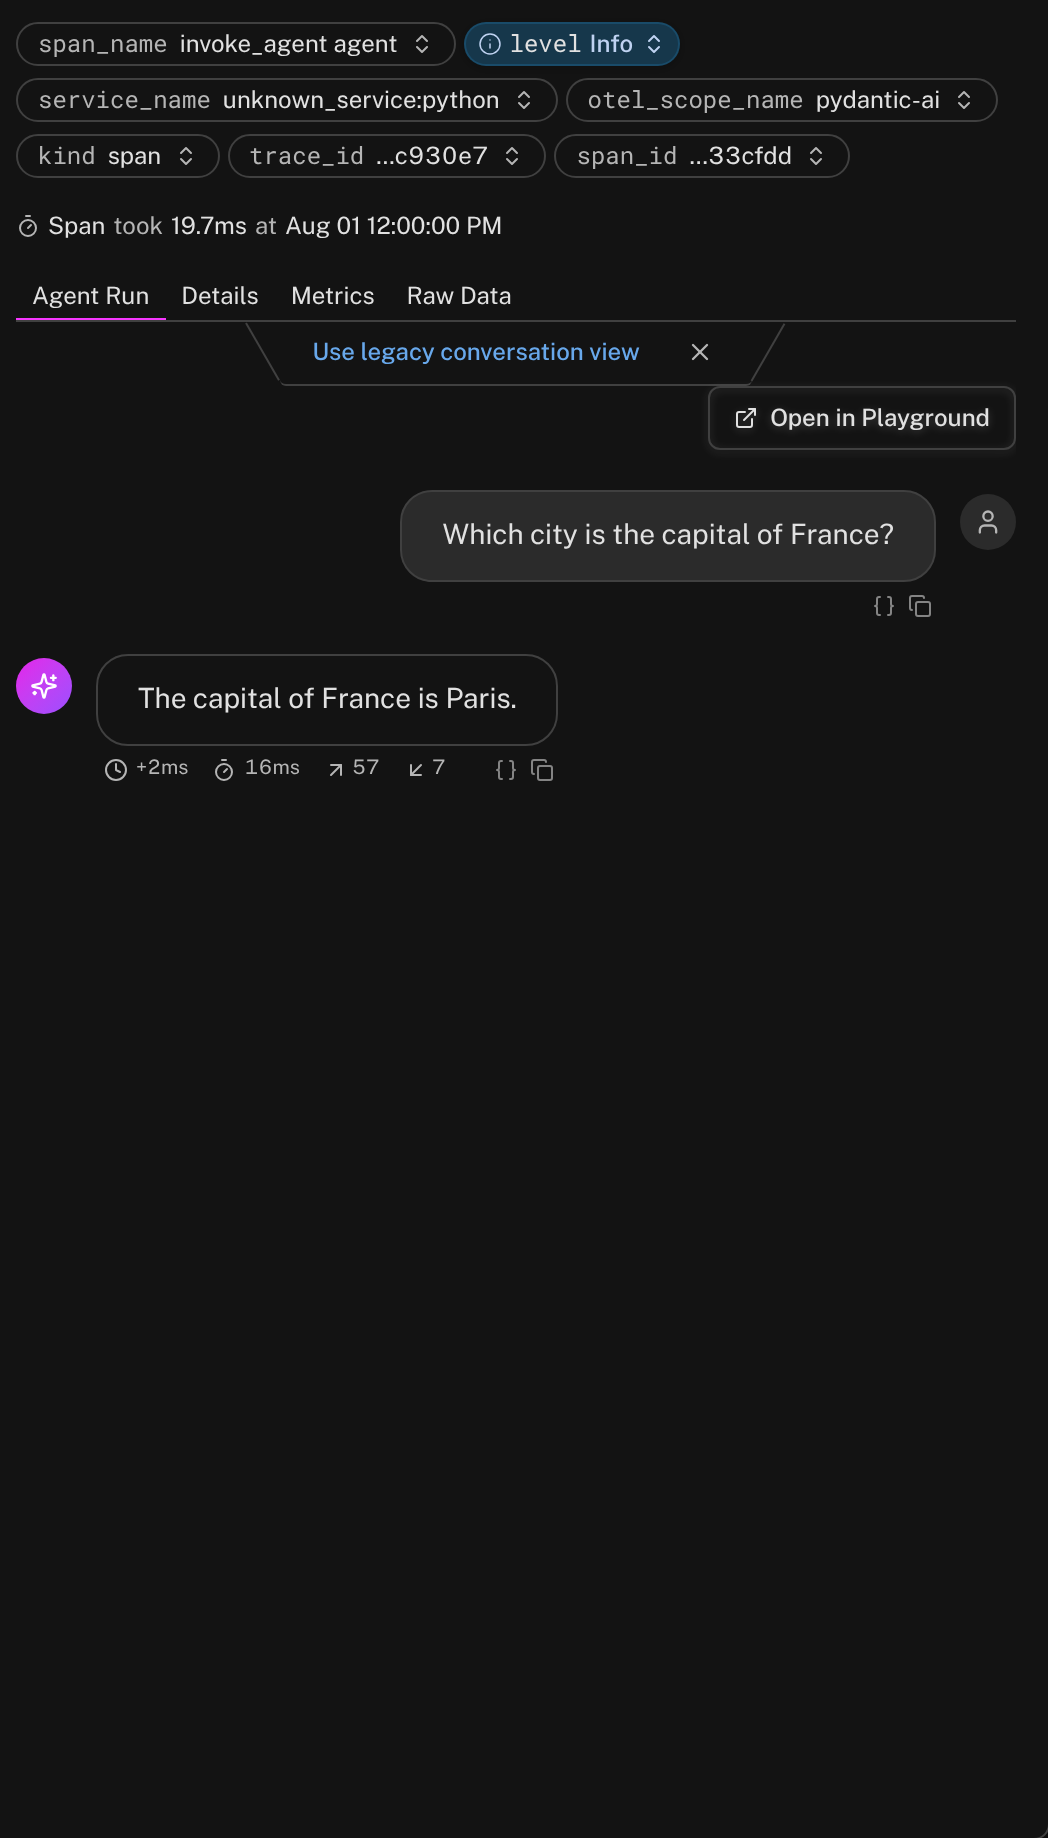 span_name invoke_agent agent level Info
service_name unknown_service:python otel_scope_name pydantic-ai
kind span trace_id ...c930e7 span_id ...33cfdd
Span took 19.7ms at Aug 01 12:00:00 PM
Agent Run Details Metrics Raw Data
Use legacy conversation view
Open in Playground
Which city is the capital of France?
{}
The capital of France is Paris.
+2ms 16ms 57 7 {}